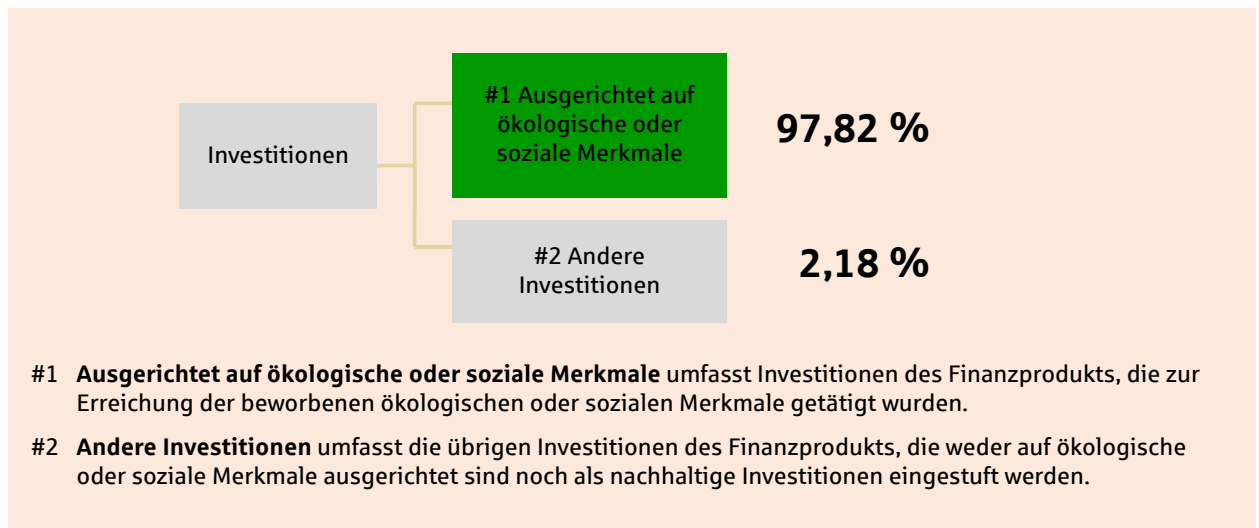 #1 Ausgerichtet auf
ökologische oder
soziale Merkmale
97,82 %
Investitionen
#2 Andere
Investitionen
2,18 %
#1 Ausgerichtet auf ökologische oder soziale Merkmale umfasst Investitionen des Finanzprodukts, die zur
Erreichung der beworbenen ökologischen oder sozialen Merkmale getätigt wurden.
#2 Andere Investitionen umfasst die übrigen Investitionen des Finanzprodukts, die weder auf ökologische
oder soziale Merkmale ausgerichtet sind noch als nachhaltige Investitionen eingestuft werden.